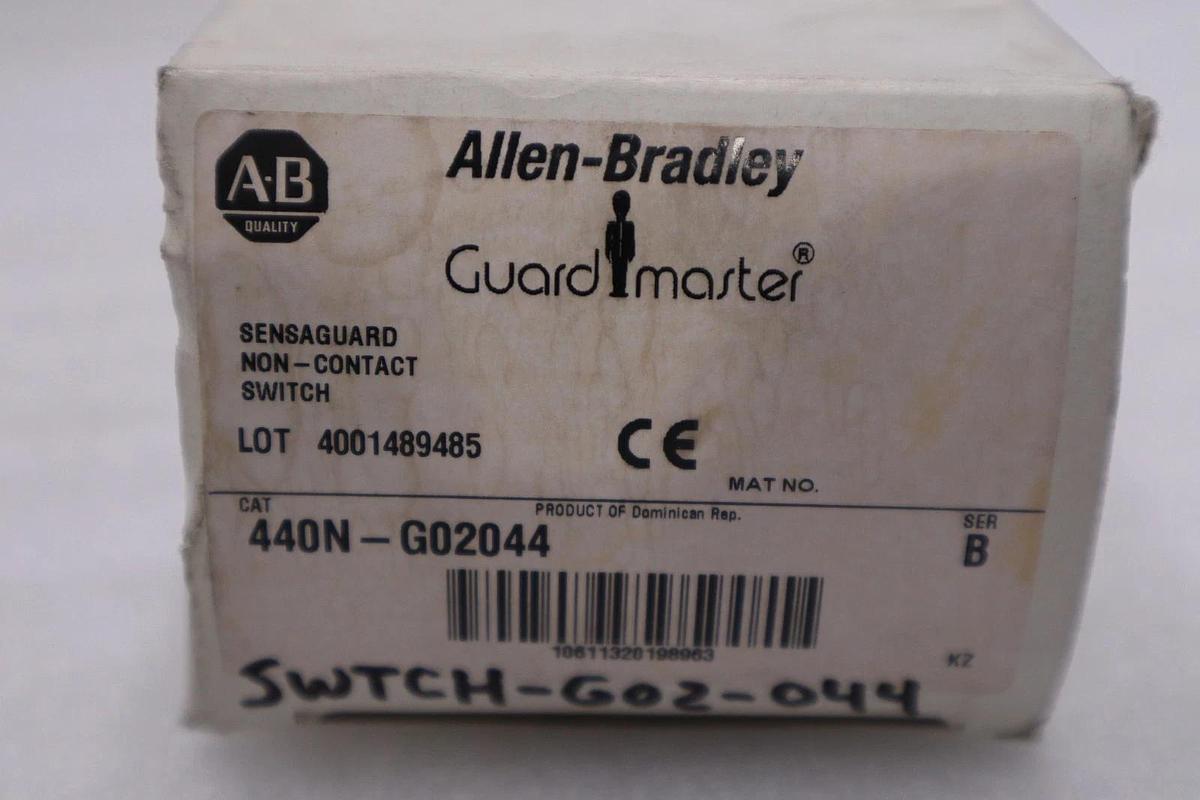 A·B
QUALITY
Allen-Bradley
Guardmaster®
SENSAGUARD
NON-CONTACT
SWITCH
LOT 4001489485
CE
MAT NO.
CAT
PRODUCT OF Dominican Rep.
SER
440N-G02044
B
10611320198963
KZ
SWTCH-G02-044